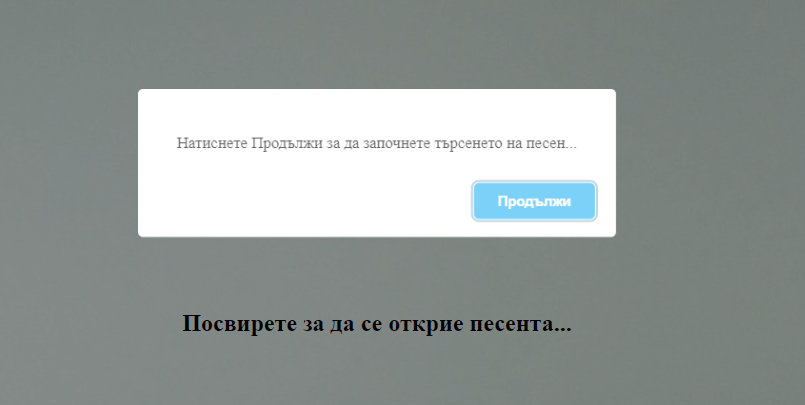 Натиснете Продължи за да започнете търсенето на песен...
Продължи
Посвирете за да се открие песента...